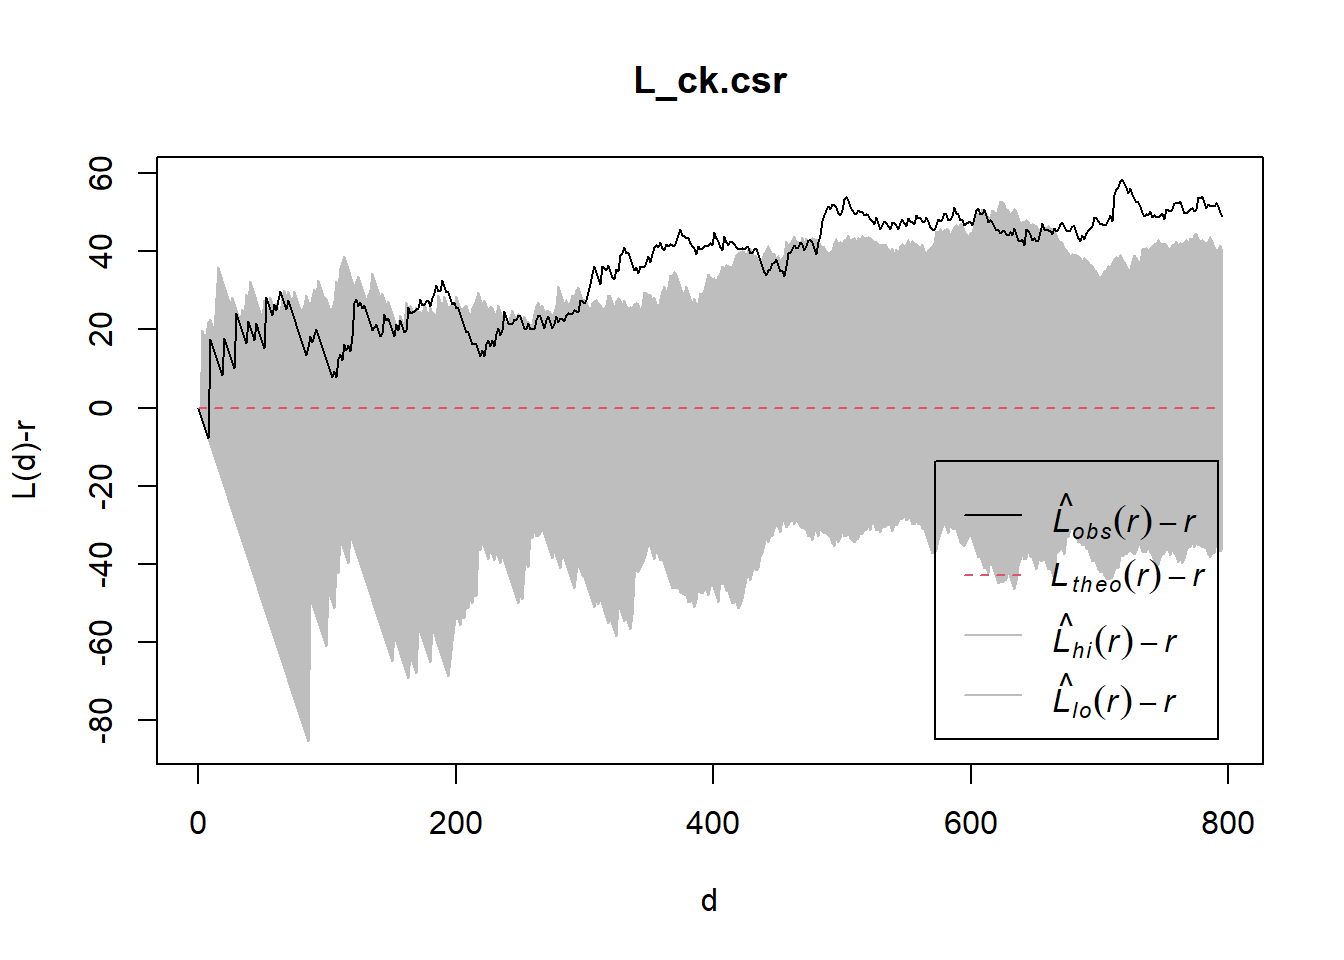 L_ck.csr
60
40
20
0
-20
-40
-60
-80
L(d)-r
L̂obs(r) − r
Ltheo(r) − r
L̂hi(r) − r
L̂lo(r) − r
0 200 400 600 800
d